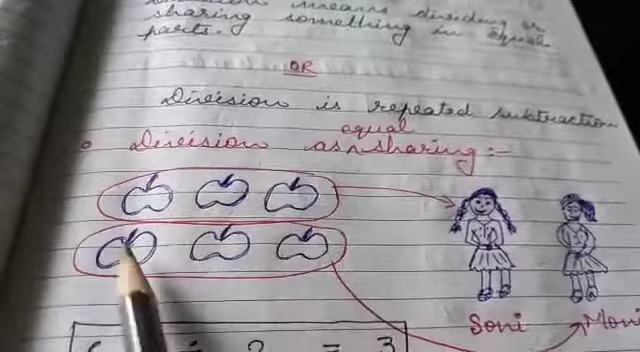 means dividing or
sharing something in equal
parts.
OR
Division is repeated subtraction
equal
Division as sharing :-
Soni
Moni
6 ÷ 2 = 3